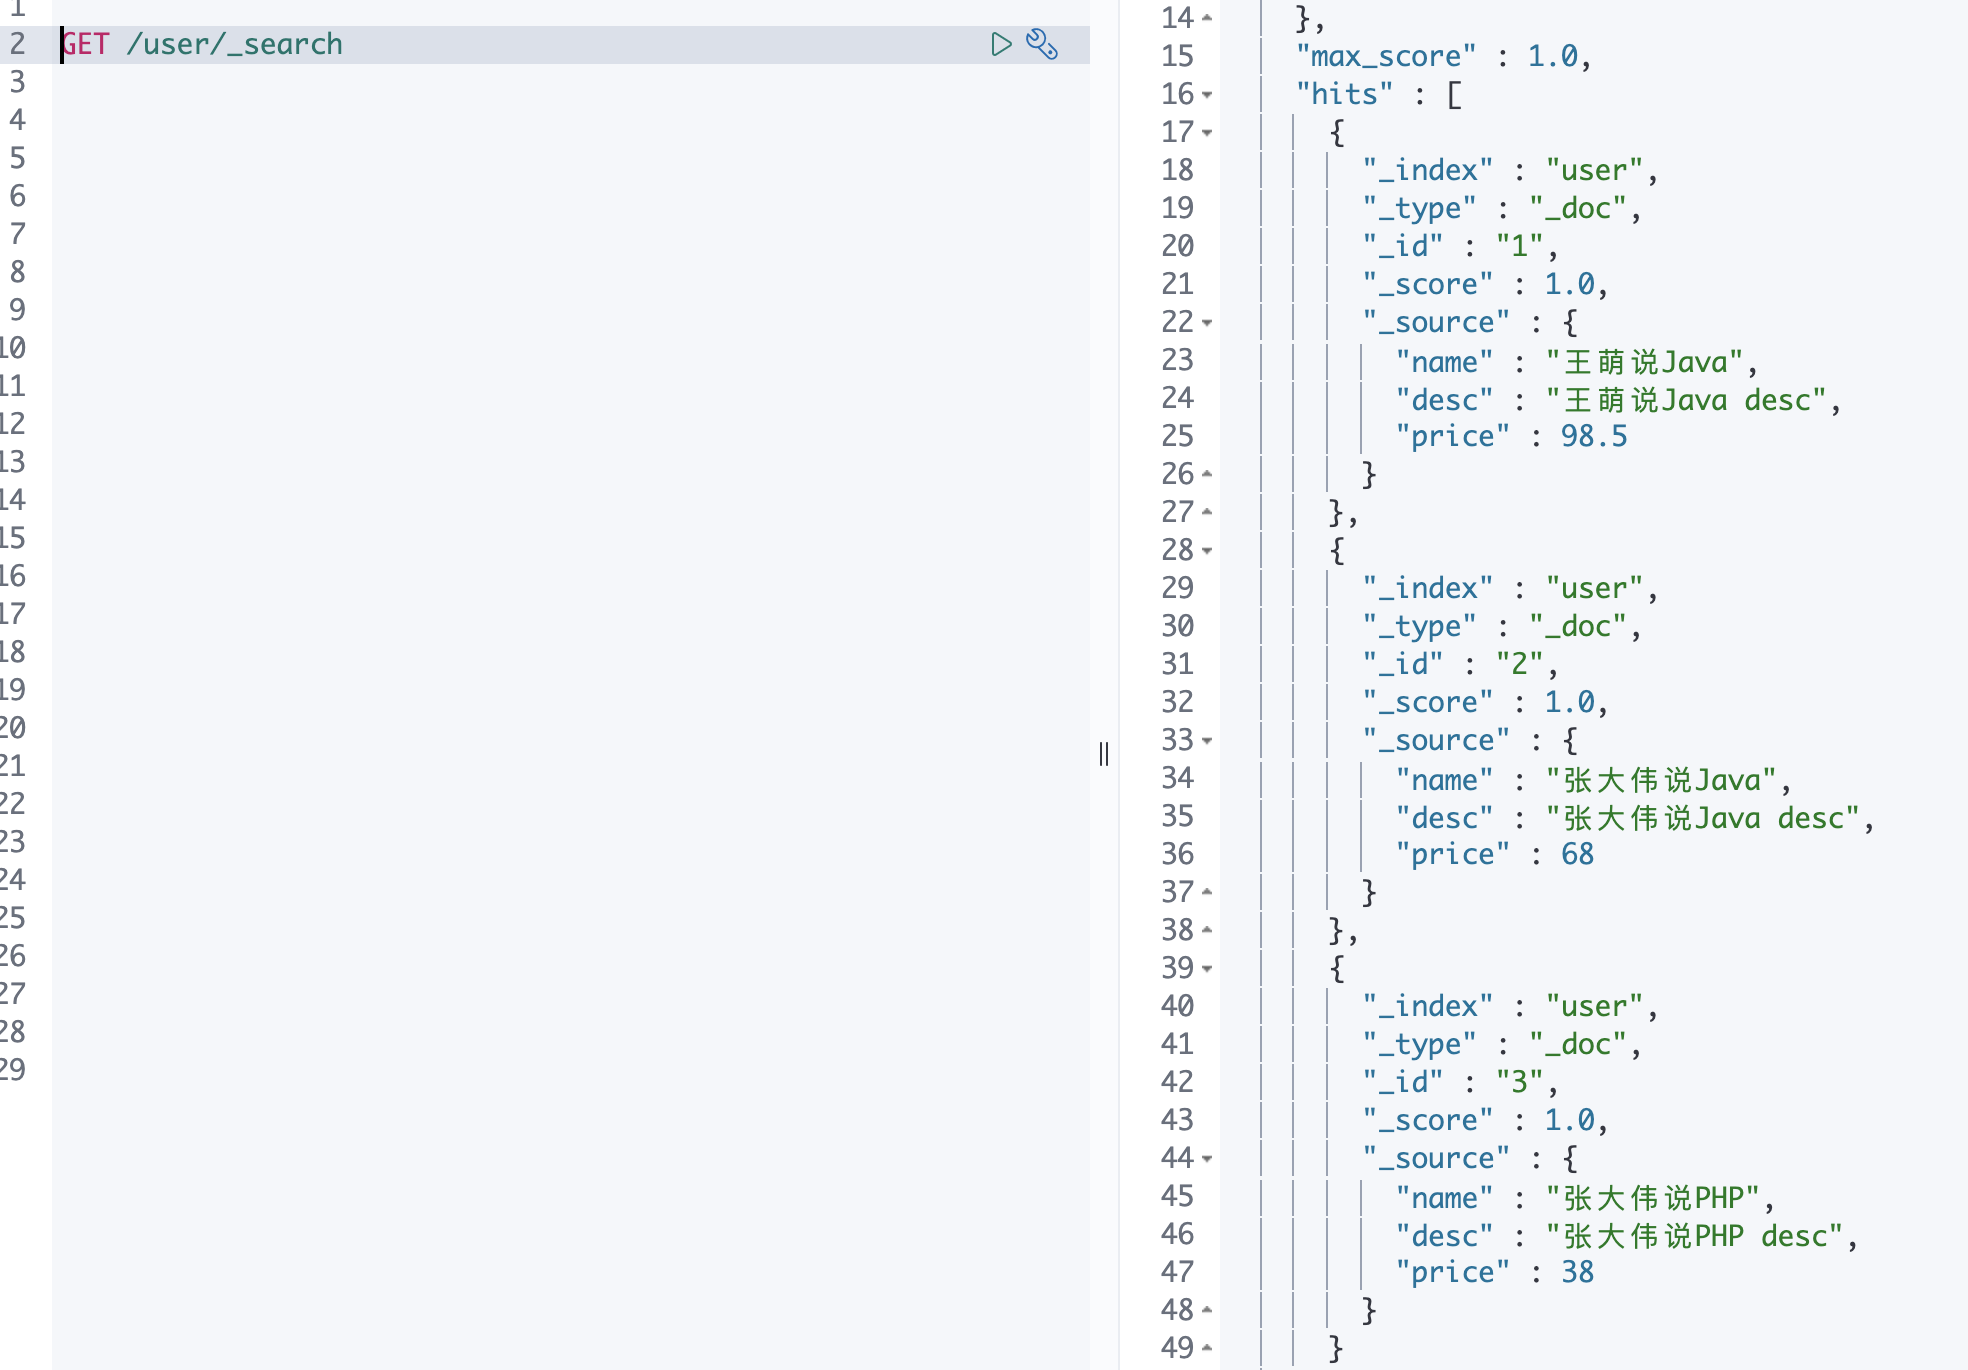 1
2 GET /user/_search
3
4
5
6
7
8
9
10
11
12
13
14
15
16
17
18
19
20
21
22
23
24
25
26
27
28
29
14 },
15 "max_score" : 1.0,
16 "hits" : [
17 {
18 "_index" : "user",
19 "_type" : "_doc",
20 "_id" : "1",
21 "_score" : 1.0,
22 "_source" : {
23 "name" : "王萌说Java",
24 "desc" : "王萌说Java desc",
25 "price" : 98.5
26 }
27 },
28 {
29 "_index" : "user",
30 "_type" : "_doc",
31 "_id" : "2",
32 "_score" : 1.0,
33 "_source" : {
34 "name" : "张大伟说Java",
35 "desc" : "张大伟说Java desc",
36 "price" : 68
37 }
38 },
39 {
40 "_index" : "user",
41 "_type" : "_doc",
42 "_id" : "3",
43 "_score" : 1.0,
44 "_source" : {
45 "name" : "张大伟说PHP",
46 "desc" : "张大伟说PHP desc",
47 "price" : 38
48 }
49 }